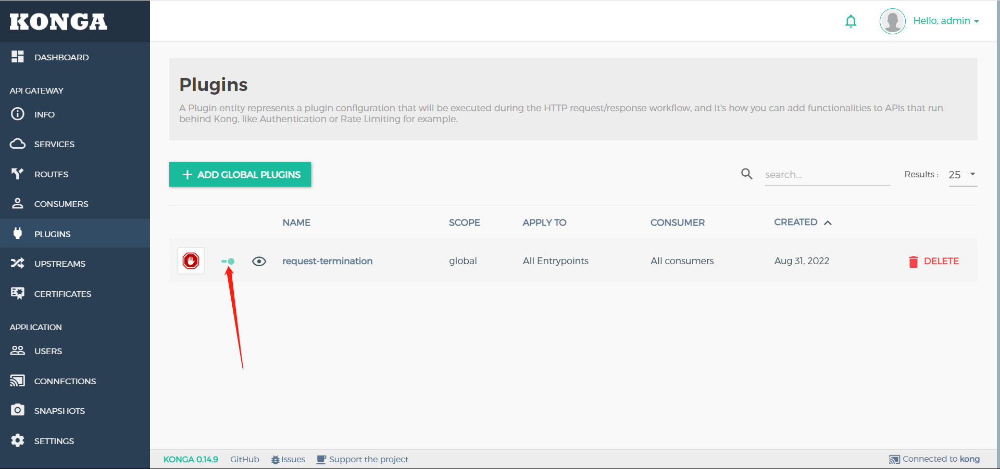 KONGA
Hello, admin
DASHBOARD
API GATEWAY
INFO
SERVICES
ROUTES
CONSUMERS
PLUGINS
UPSTREAMS
CERTIFICATES
APPLICATION
USERS
CONNECTIONS
SNAPSHOTS
SETTINGS
Plugins
A Plugin entity represents a plugin configuration that will be executed during the HTTP request/response workflow, and it's how you can add functionalities to APIs that run
behind Kong, like Authentication or Rate Limiting for example.
+ ADD GLOBAL PLUGINS
search...
Results : 25
NAME SCOPE APPLY TO CONSUMER CREATED
request-termination global All Entrypoints All consumers Aug 31, 2022 DELETE
KONGA 0.14.9 GitHub Issues Support the project Connected to kong